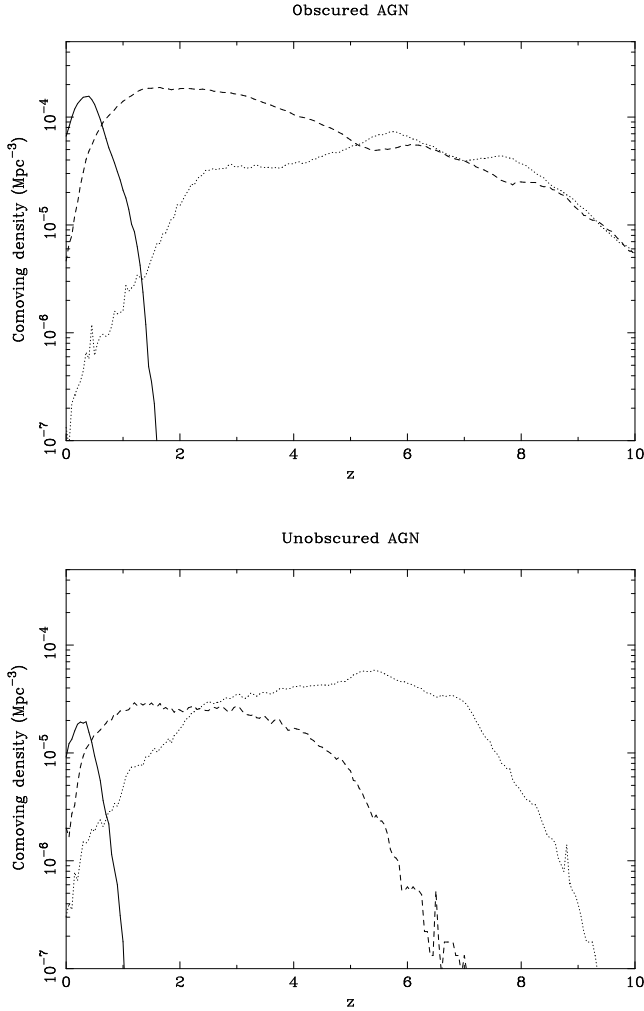 Obscured AGN
Comoving density (Mpc⁻³)
10⁻⁴
10⁻⁵
10⁻⁶
10⁻⁷
0 2 4 6 8 10
z
Unobscured AGN
Comoving density (Mpc⁻³)
10⁻⁴
10⁻⁵
10⁻⁶
10⁻⁷
0 2 4 6 8 10
z